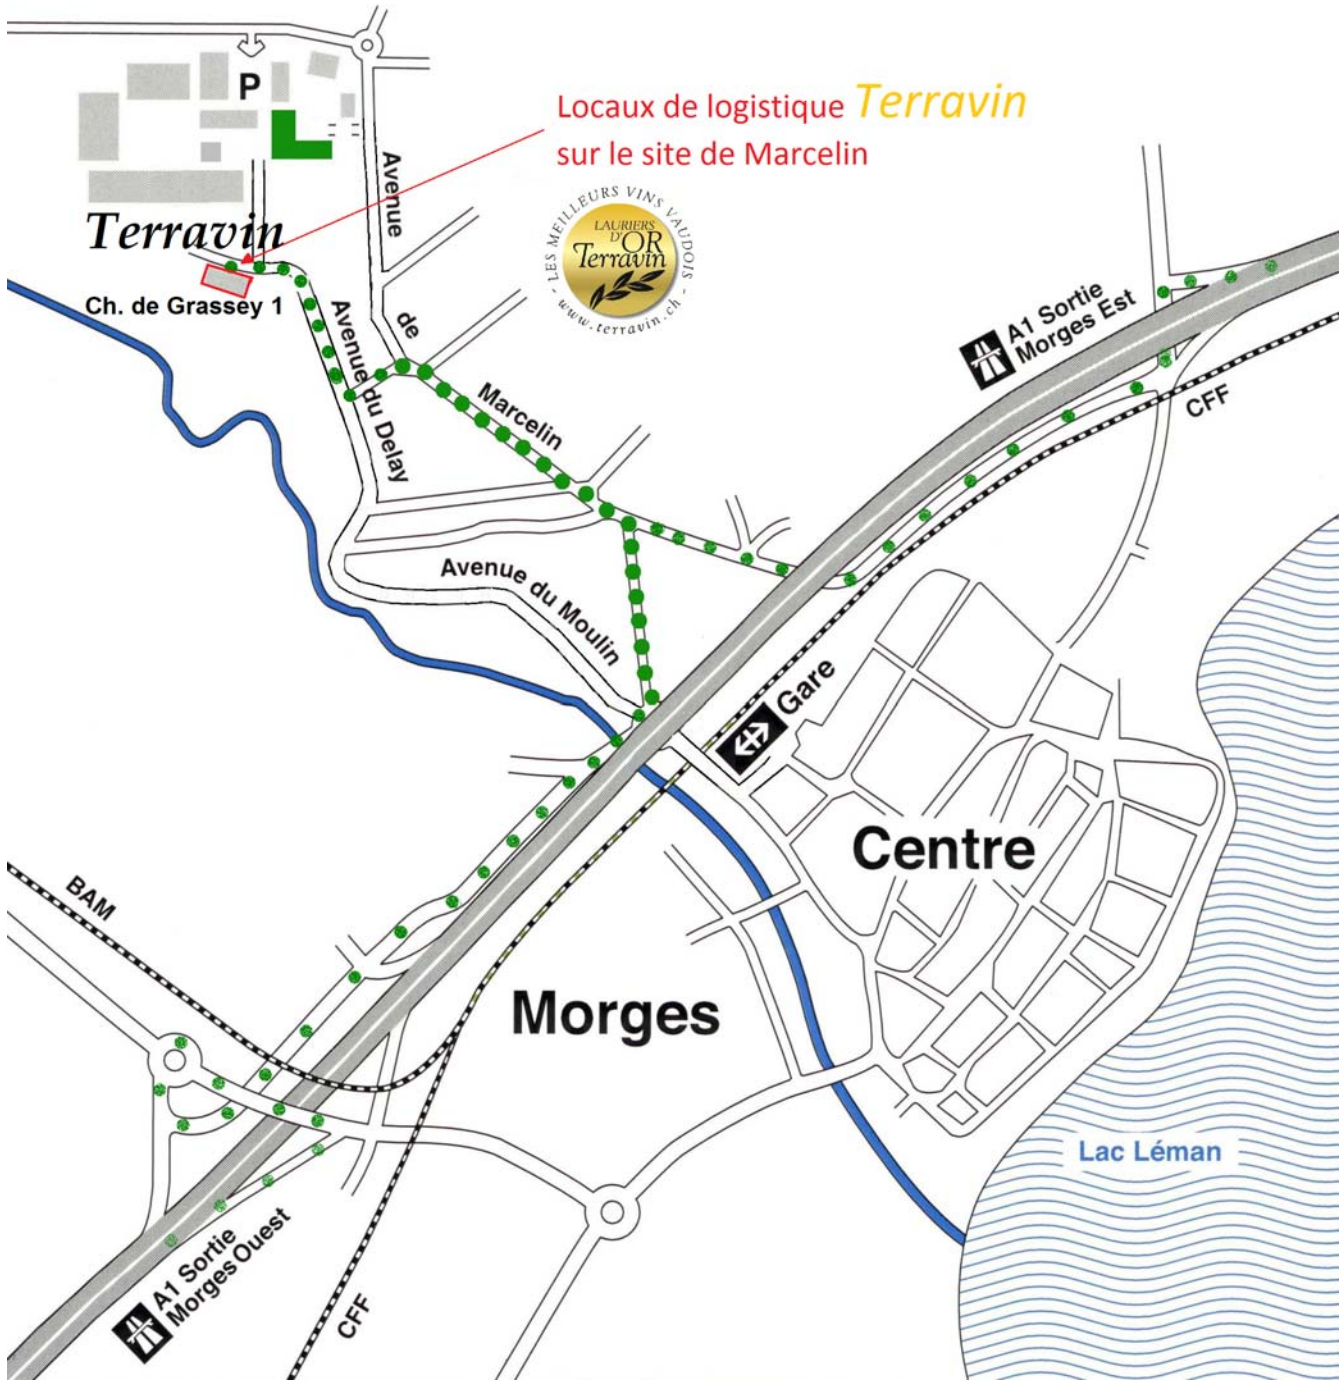 P
Locaux de logistique Terravin
sur le site de Marcelin
Avenue
de
Marcelin
Terravin
Ch. de Grassey 1
LES MEILLEURS VINS VAUDOIS
LAURIERS
D'OR
Terravin
www.terravin.ch
A1 Sortie
Morges Est
CFF
Avenue du Delay
Avenue du Moulin
Gare
Centre
BAM
Morges
Lac Léman
A1 Sortie
Morges Ouest
CFF